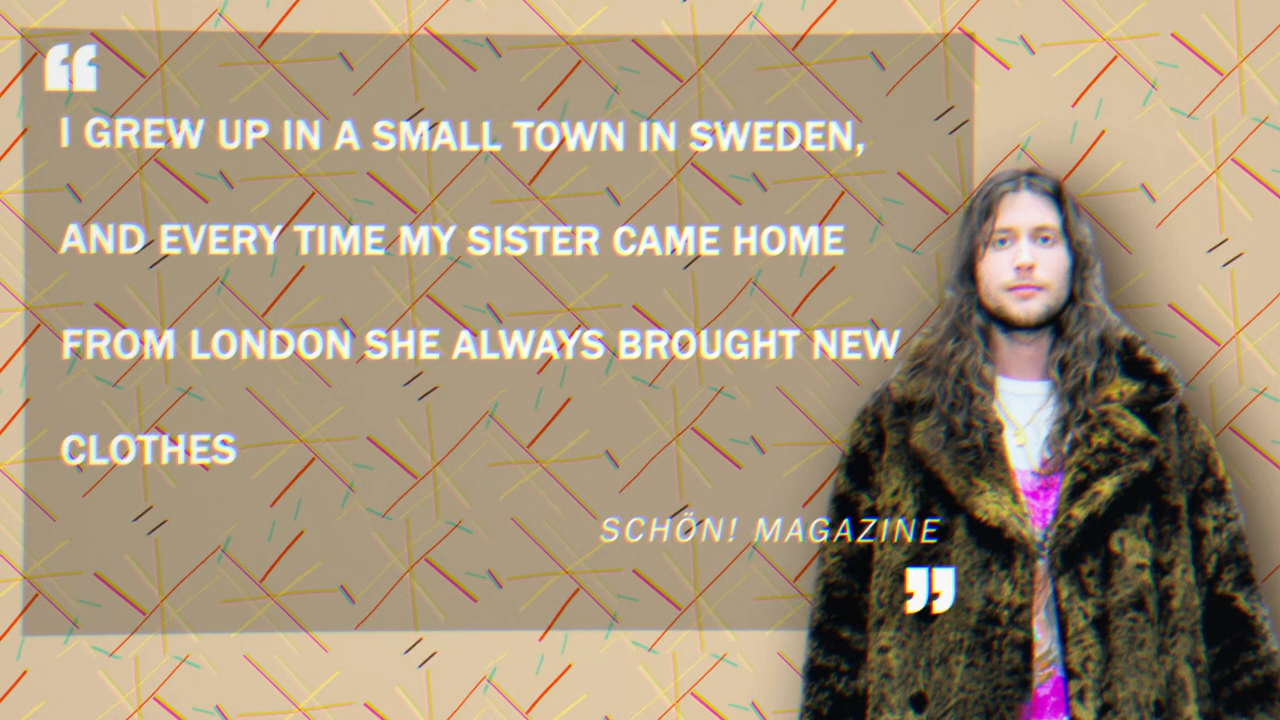 “
I GREW UP IN A SMALL TOWN IN SWEDEN,
AND EVERY TIME MY SISTER CAME HOME
FROM LONDON SHE ALWAYS BROUGHT NEW
CLOTHES
SCHÖN! MAGAZINE
”